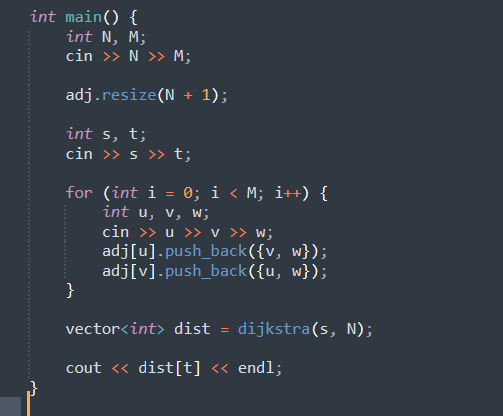 int main() {
    int N, M;
    cin >> N >> M;

    adj.resize(N + 1);

    int s, t;
    cin >> s >> t;

    for (int i = 0; i < M; i++) {
        int u, v, w;
        cin >> u >> v >> w;
        adj[u].push_back({v, w});
        adj[v].push_back({u, w});
    }

    vector<int> dist = dijkstra(s, N);

    cout << dist[t] << endl;
}